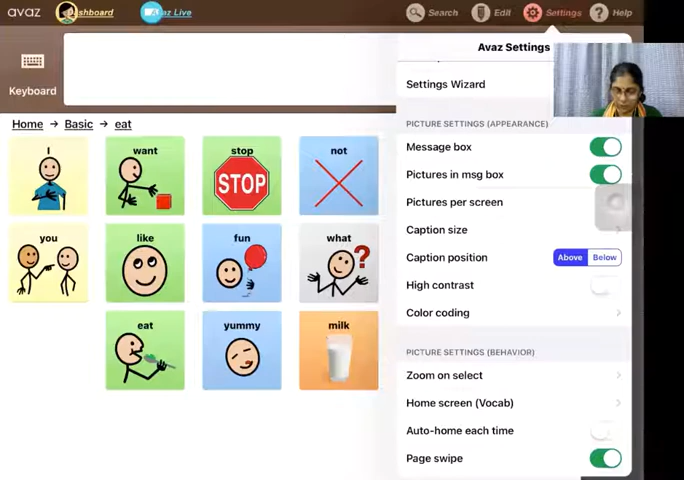 avaz
shboard
az Live
Search
Edit
Settings
Help
Keyboard
Avaz Settings
Settings Wizard
Home → Basic → eat
I
want
stop
not
STOP
you
like
fun
what
?
eat
yummy
milk
PICTURE SETTINGS (APPEARANCE)
Message box
Pictures in msg box
Pictures per screen
Caption size
Caption position
Above
Below
High contrast
Color coding
PICTURE SETTINGS (BEHAVIOR)
Zoom on select
Home screen (Vocab)
Auto-home each time
Page swipe